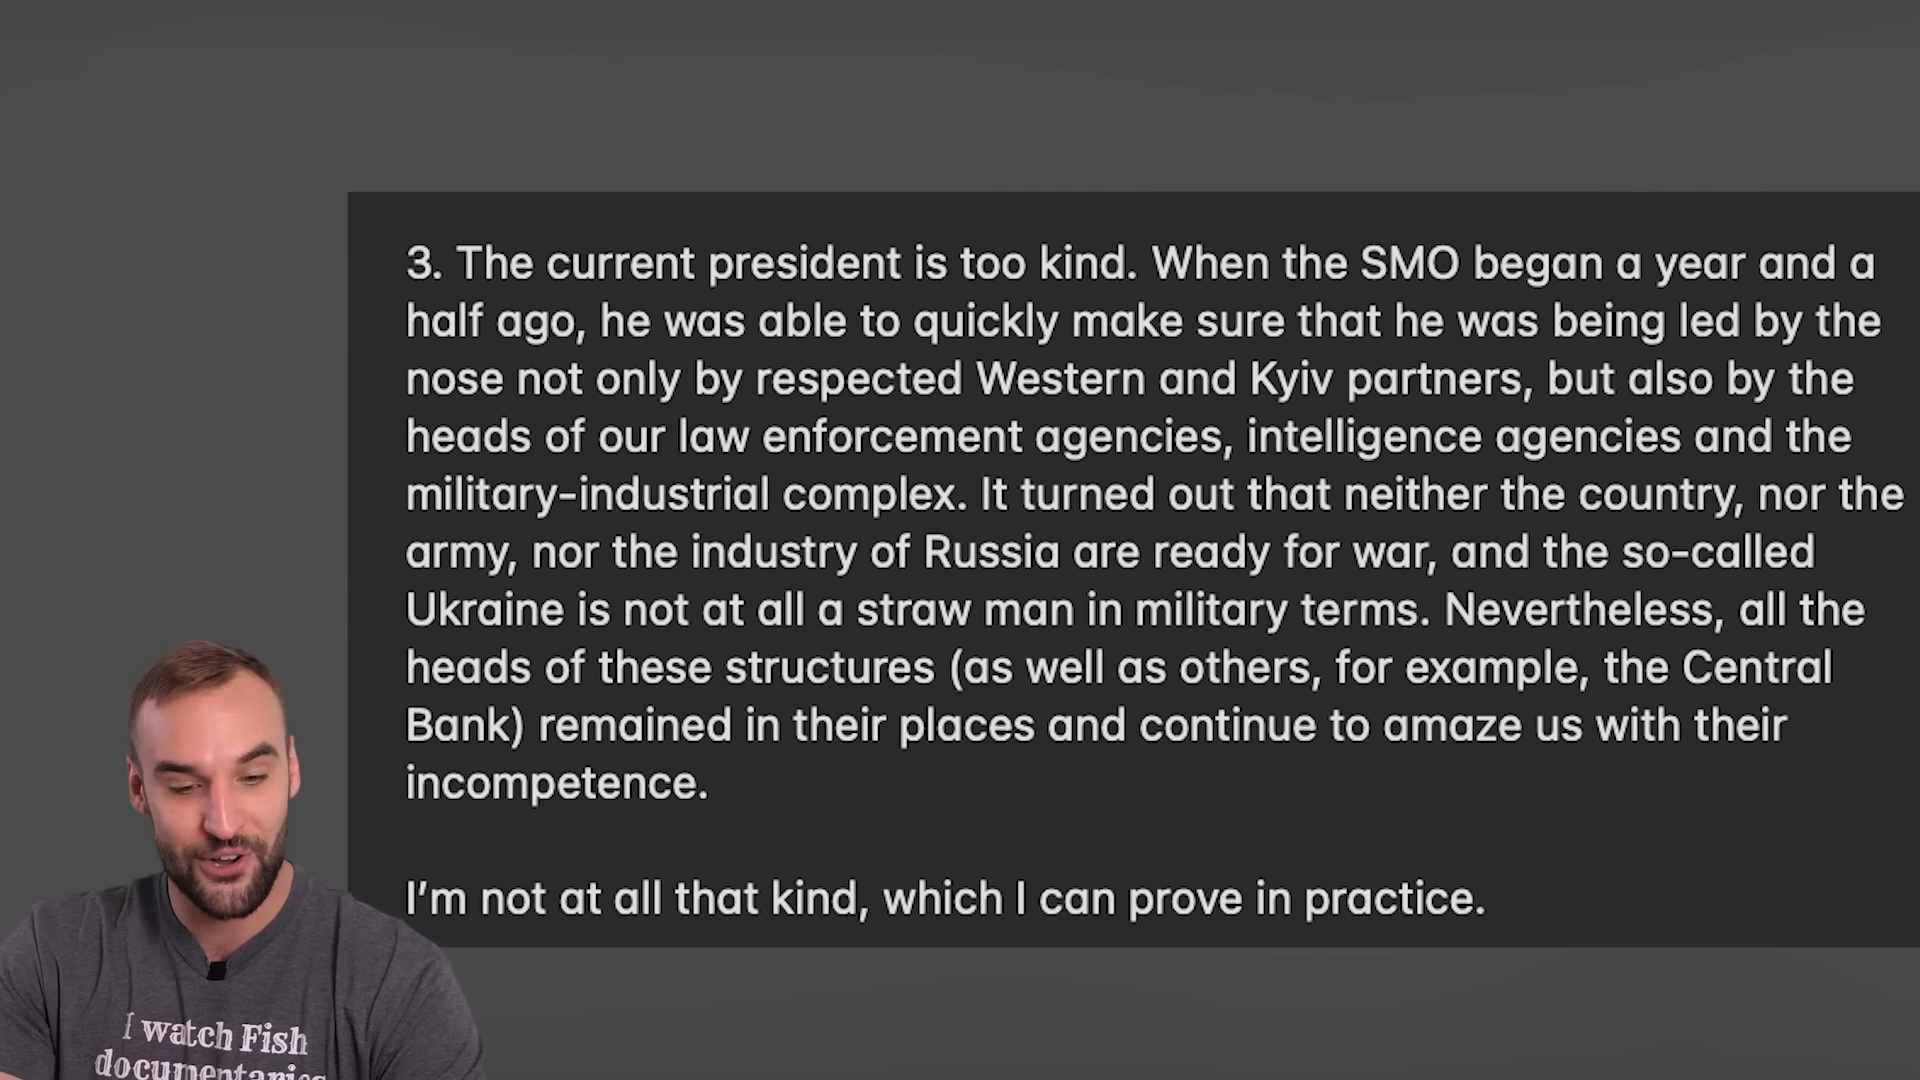 3. The current president is too kind. When the SMO began a year and a
half ago, he was able to quickly make sure that he was being led by the
nose not only by respected Western and Kyiv partners, but also by the
heads of our law enforcement agencies, intelligence agencies and the
military-industrial complex. It turned out that neither the country, nor the
army, nor the industry of Russia are ready for war, and the so-called
Ukraine is not at all a straw man in military terms. Nevertheless, all the
heads of these structures (as well as others, for example, the Central
Bank) remained in their places and continue to amaze us with their
incompetence.
I'm not at all that kind, which I can prove in practice.
I watch Fish
documentaries